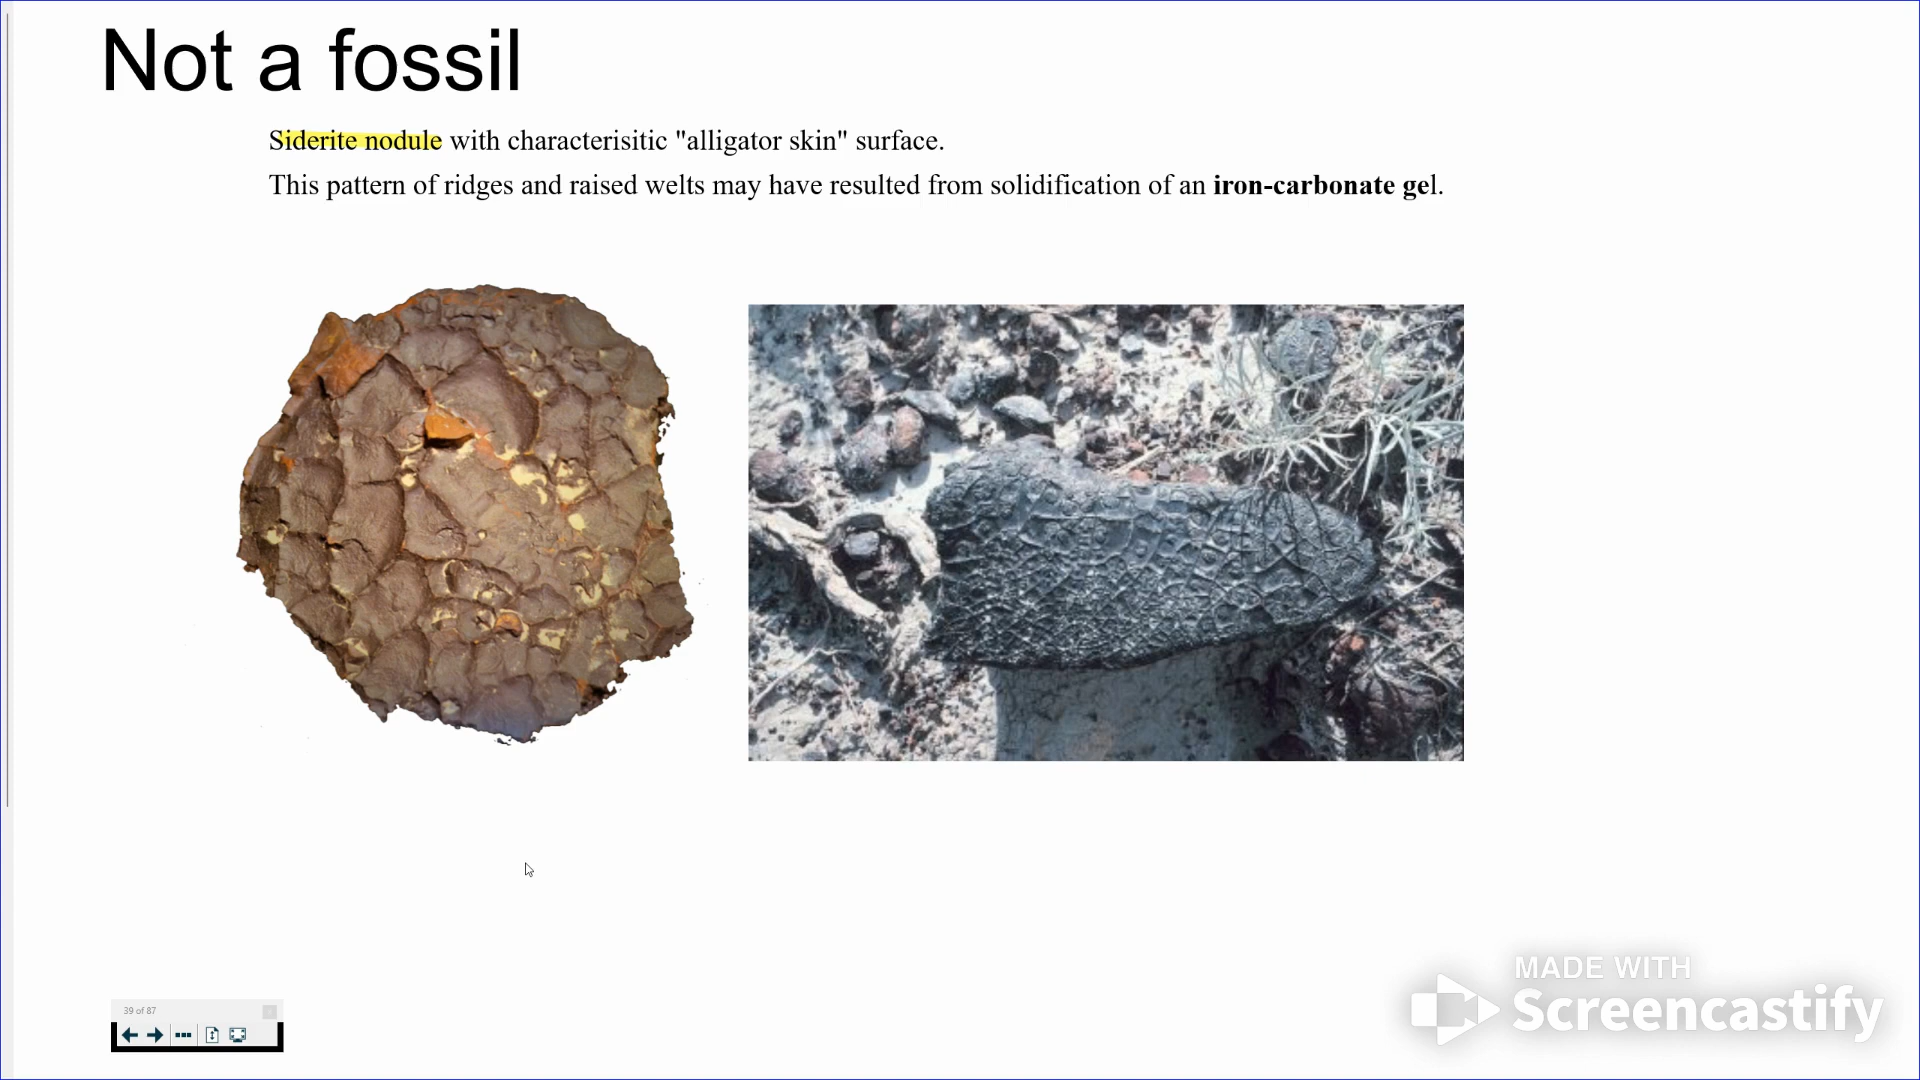 Not a fossil
Siderite nodule with characterisitic "alligator skin" surface.
This pattern of ridges and raised welts may have resulted from solidification of an iron-carbonate gel.
39 of 87
MADE WITH
Screencastify